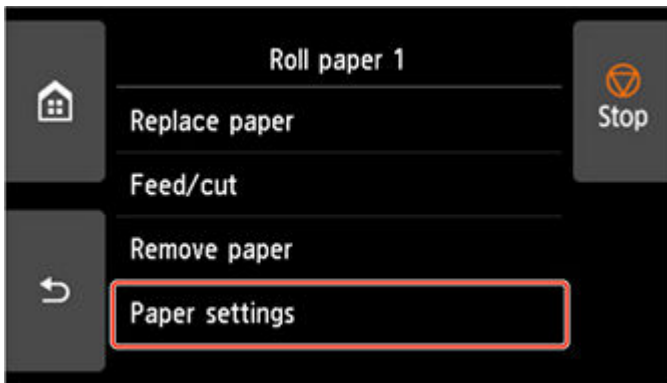 Roll paper 1
Stop
Replace paper
Feed/cut
Remove paper
Paper settings